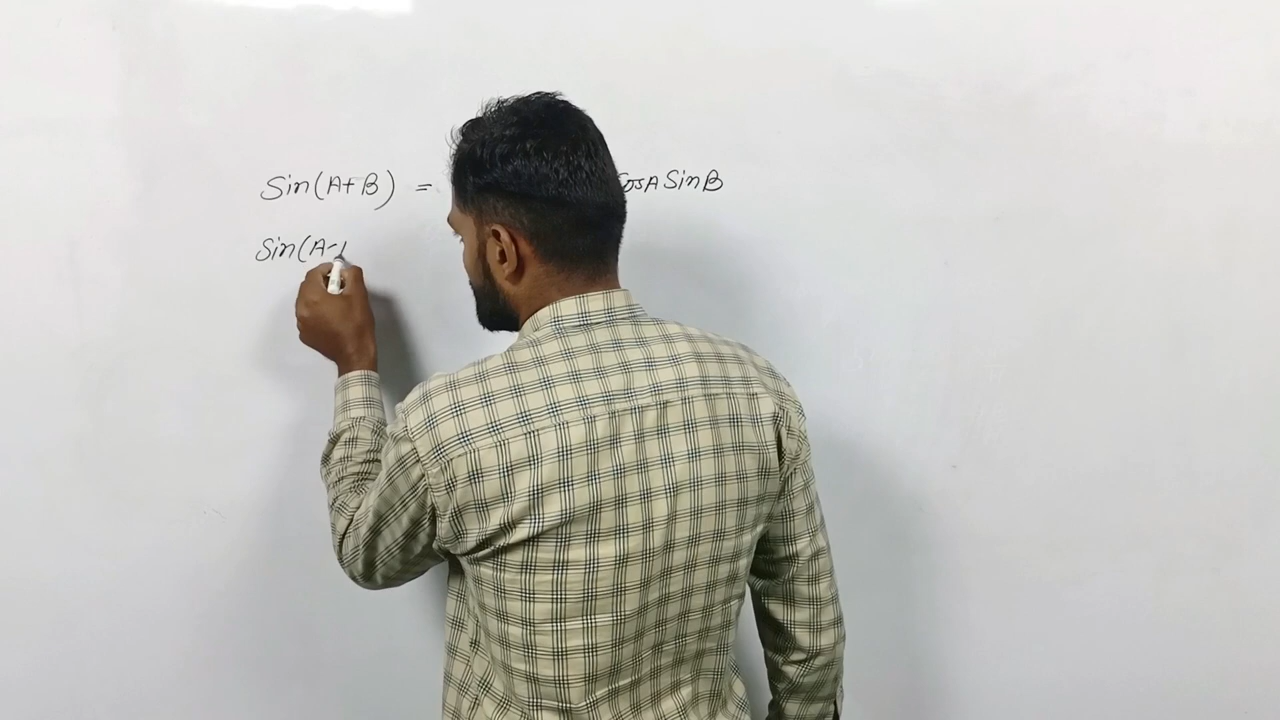 Sin(A+B) = CosA SinB
Sin(A-